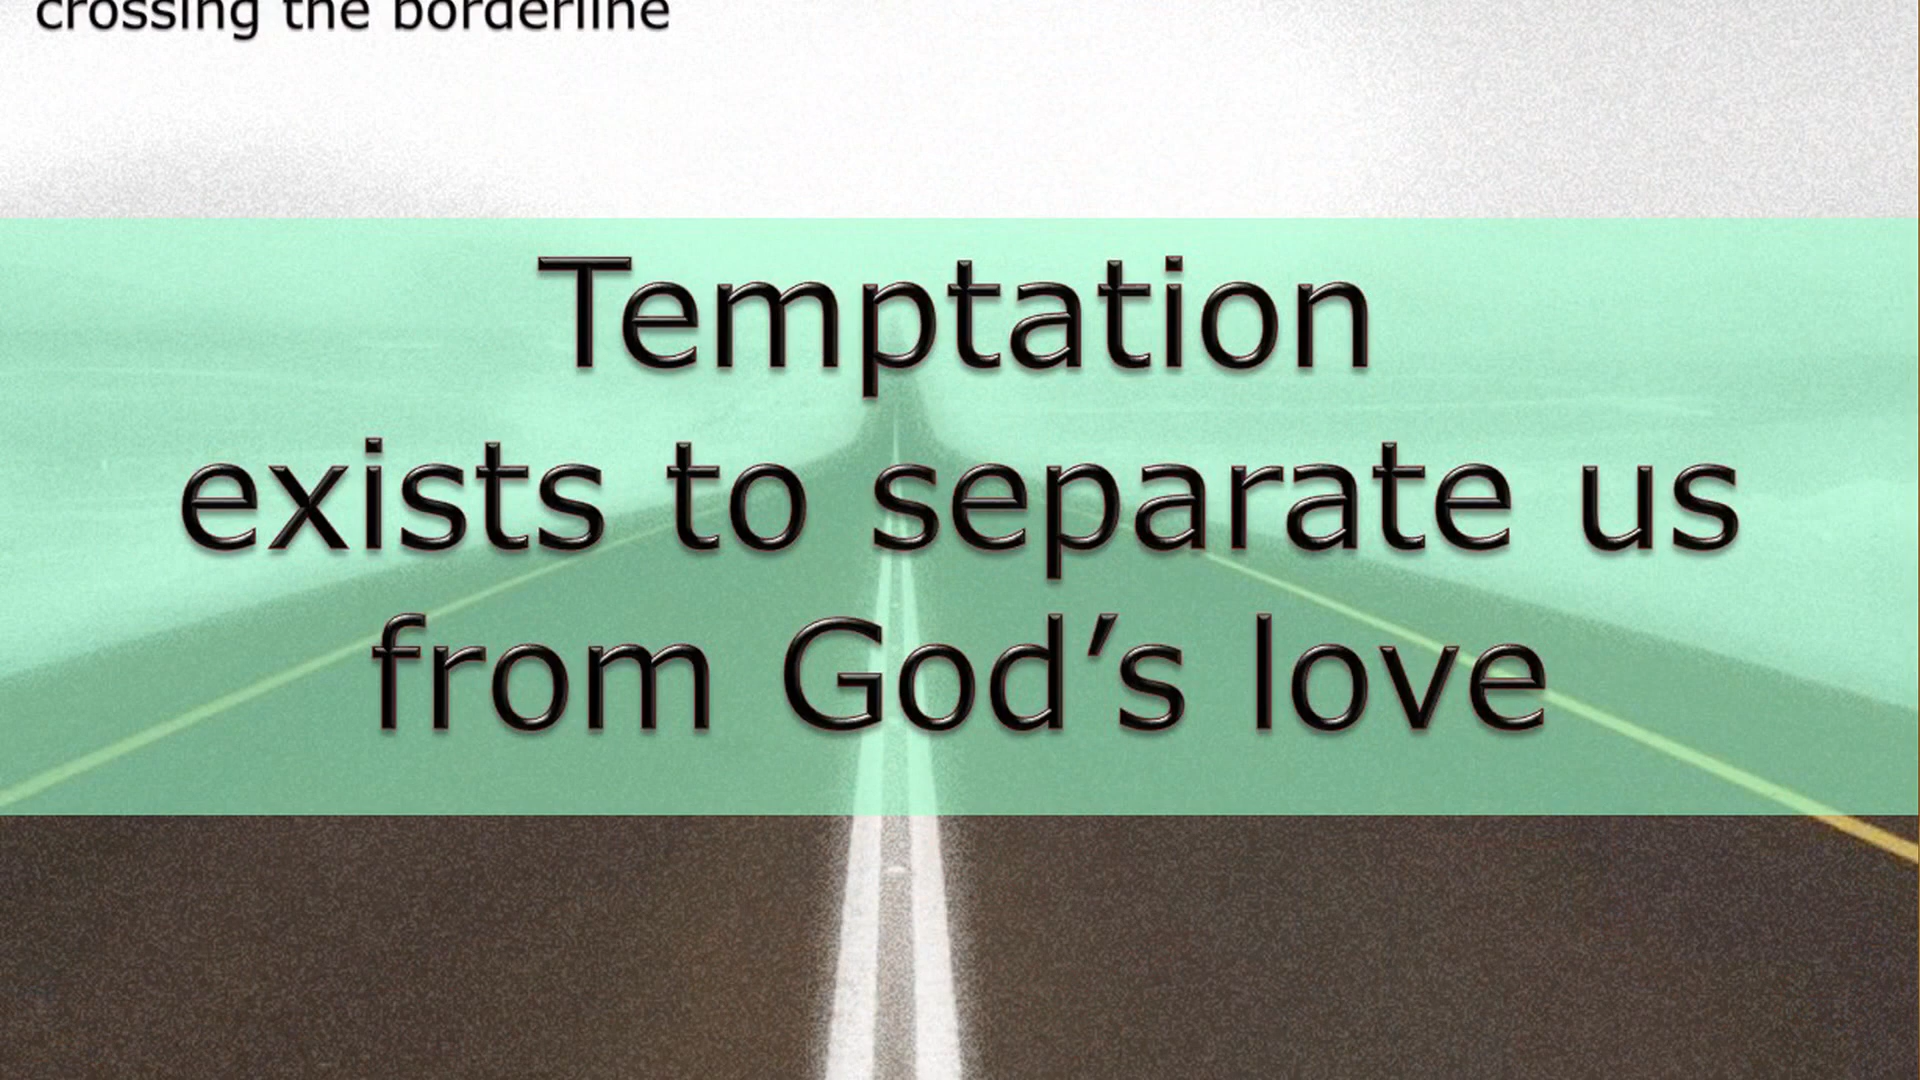 crossing the borderline
Temptation
exists to separate us
from God’s love